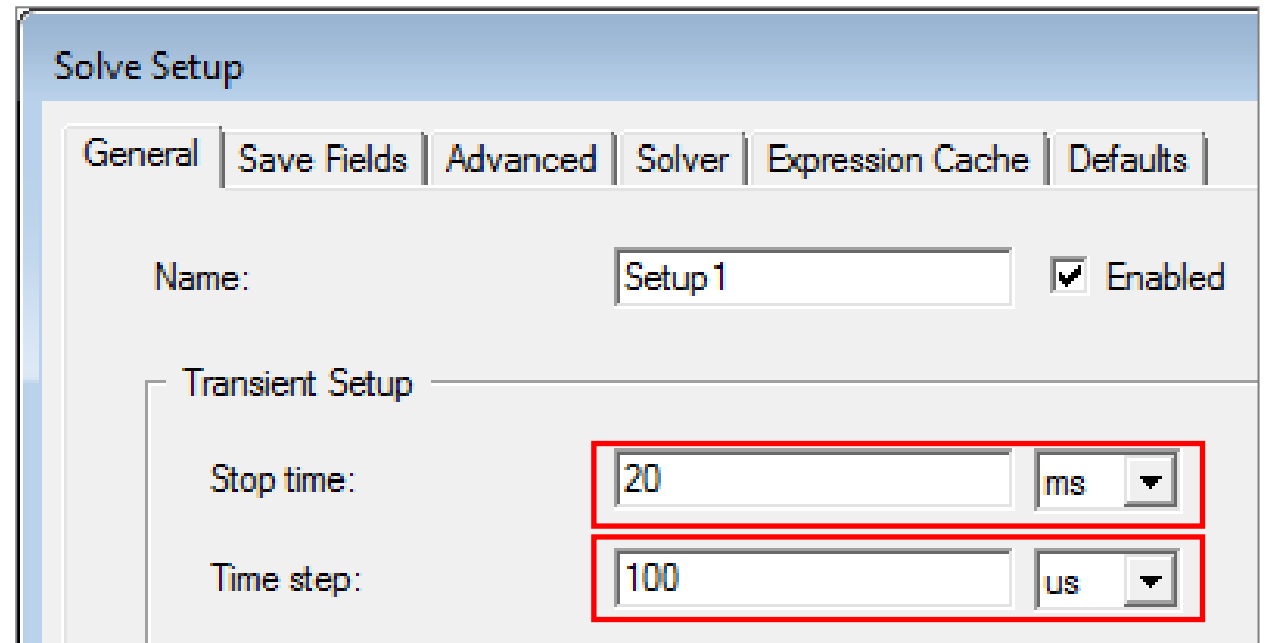 Solve Setup
General Save Fields Advanced Solver Expression Cache Defaults
Name: Setup1 Enabled
Transient Setup
Stop time: 20 ms
Time step: 100 us